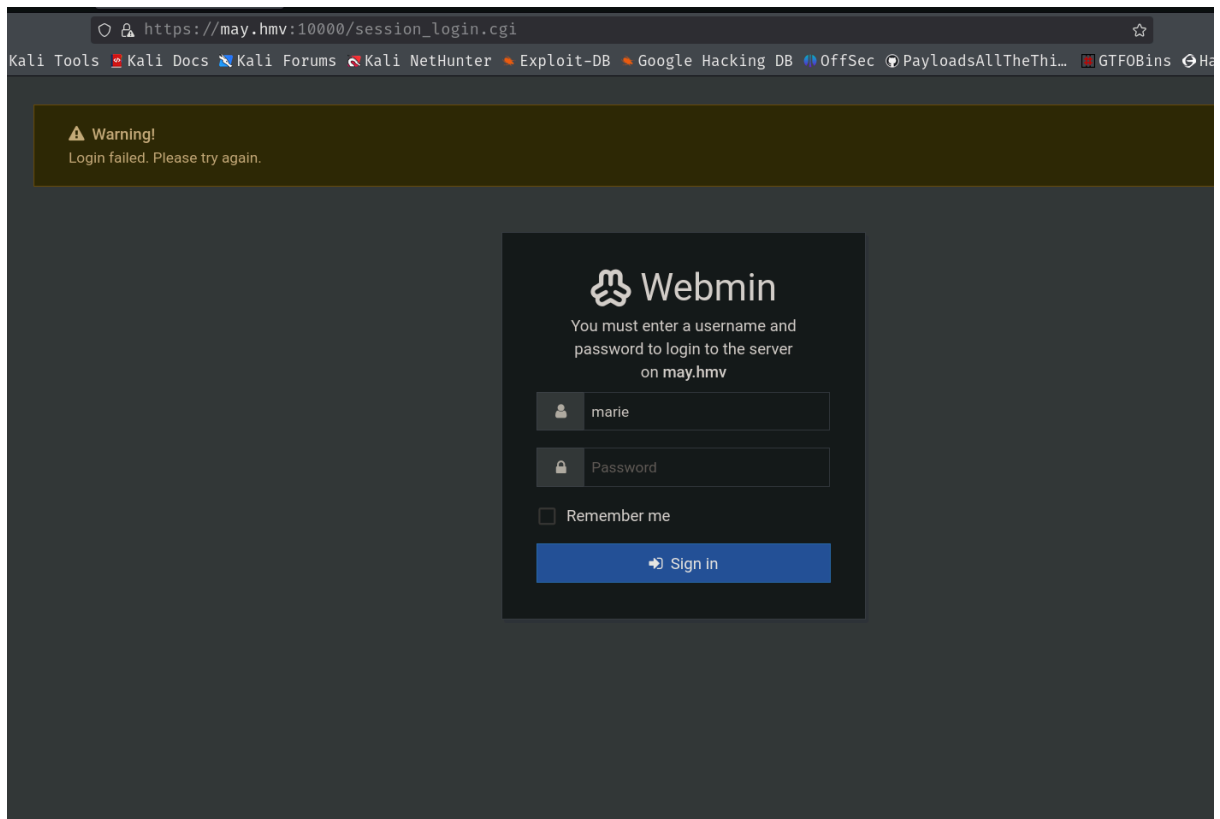 https://may.hmv:10000/session_login.cgi
Kali Tools Kali Docs Kali Forums Kali NetHunter Exploit-DB Google Hacking DB OffSec PayloadsAllTheThi… GTFOBins
Warning!
Login failed. Please try again.
Webmin
You must enter a username and
password to login to the server
on may.hmv
marie
Password
Remember me
Sign in